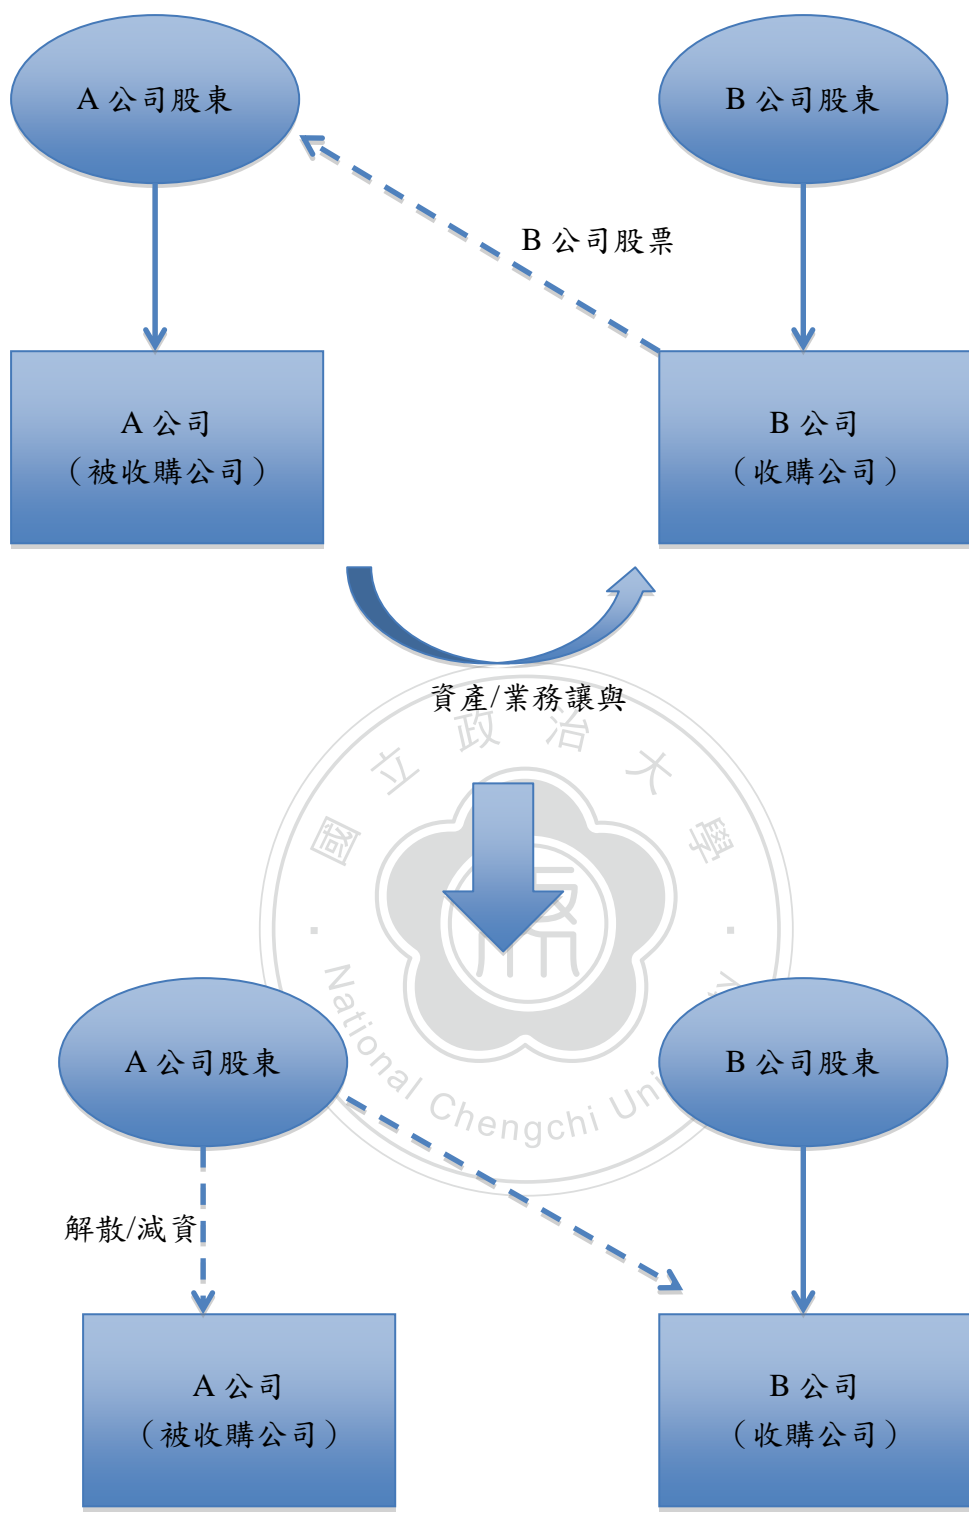 A 公司股東
B 公司股東
B 公司股票
A 公司
（被收購公司）
B 公司
（收購公司）
資產/業務讓與
國立政治大學
National Chengchi Uni
A 公司股東
B 公司股東
解散/減資
A 公司
（被收購公司）
B 公司
（收購公司）